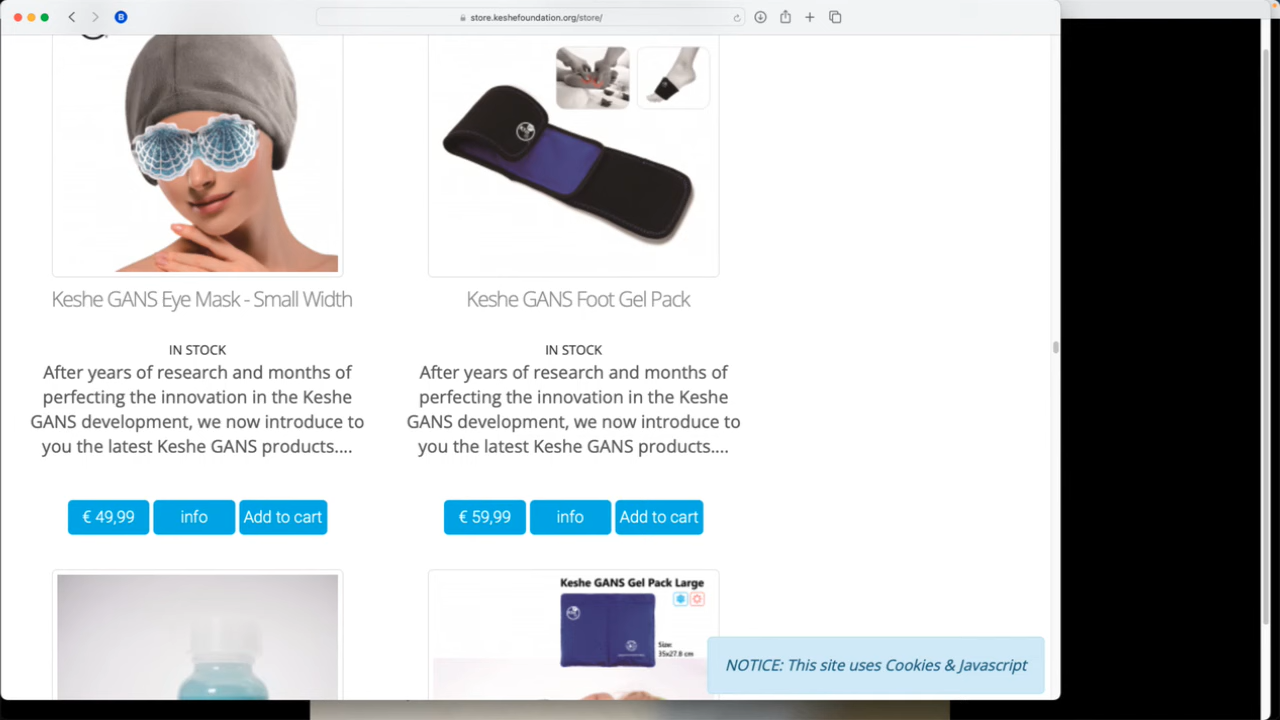 store.keshefoundation.org/store/
Keshe GANS Eye Mask - Small Width
IN STOCK
After years of research and months of
perfecting the innovation in the Keshe
GANS development, we now introduce to
you the latest Keshe GANS products....
€ 49,99 info Add to cart
Keshe GANS Foot Gel Pack
IN STOCK
After years of research and months of
perfecting the innovation in the Keshe
GANS development, we now introduce to
you the latest Keshe GANS products....
€ 59,99 info Add to cart
Keshe GANS Gel Pack Large
Size:
35x27.8 cm
NOTICE: This site uses Cookies & Javascript